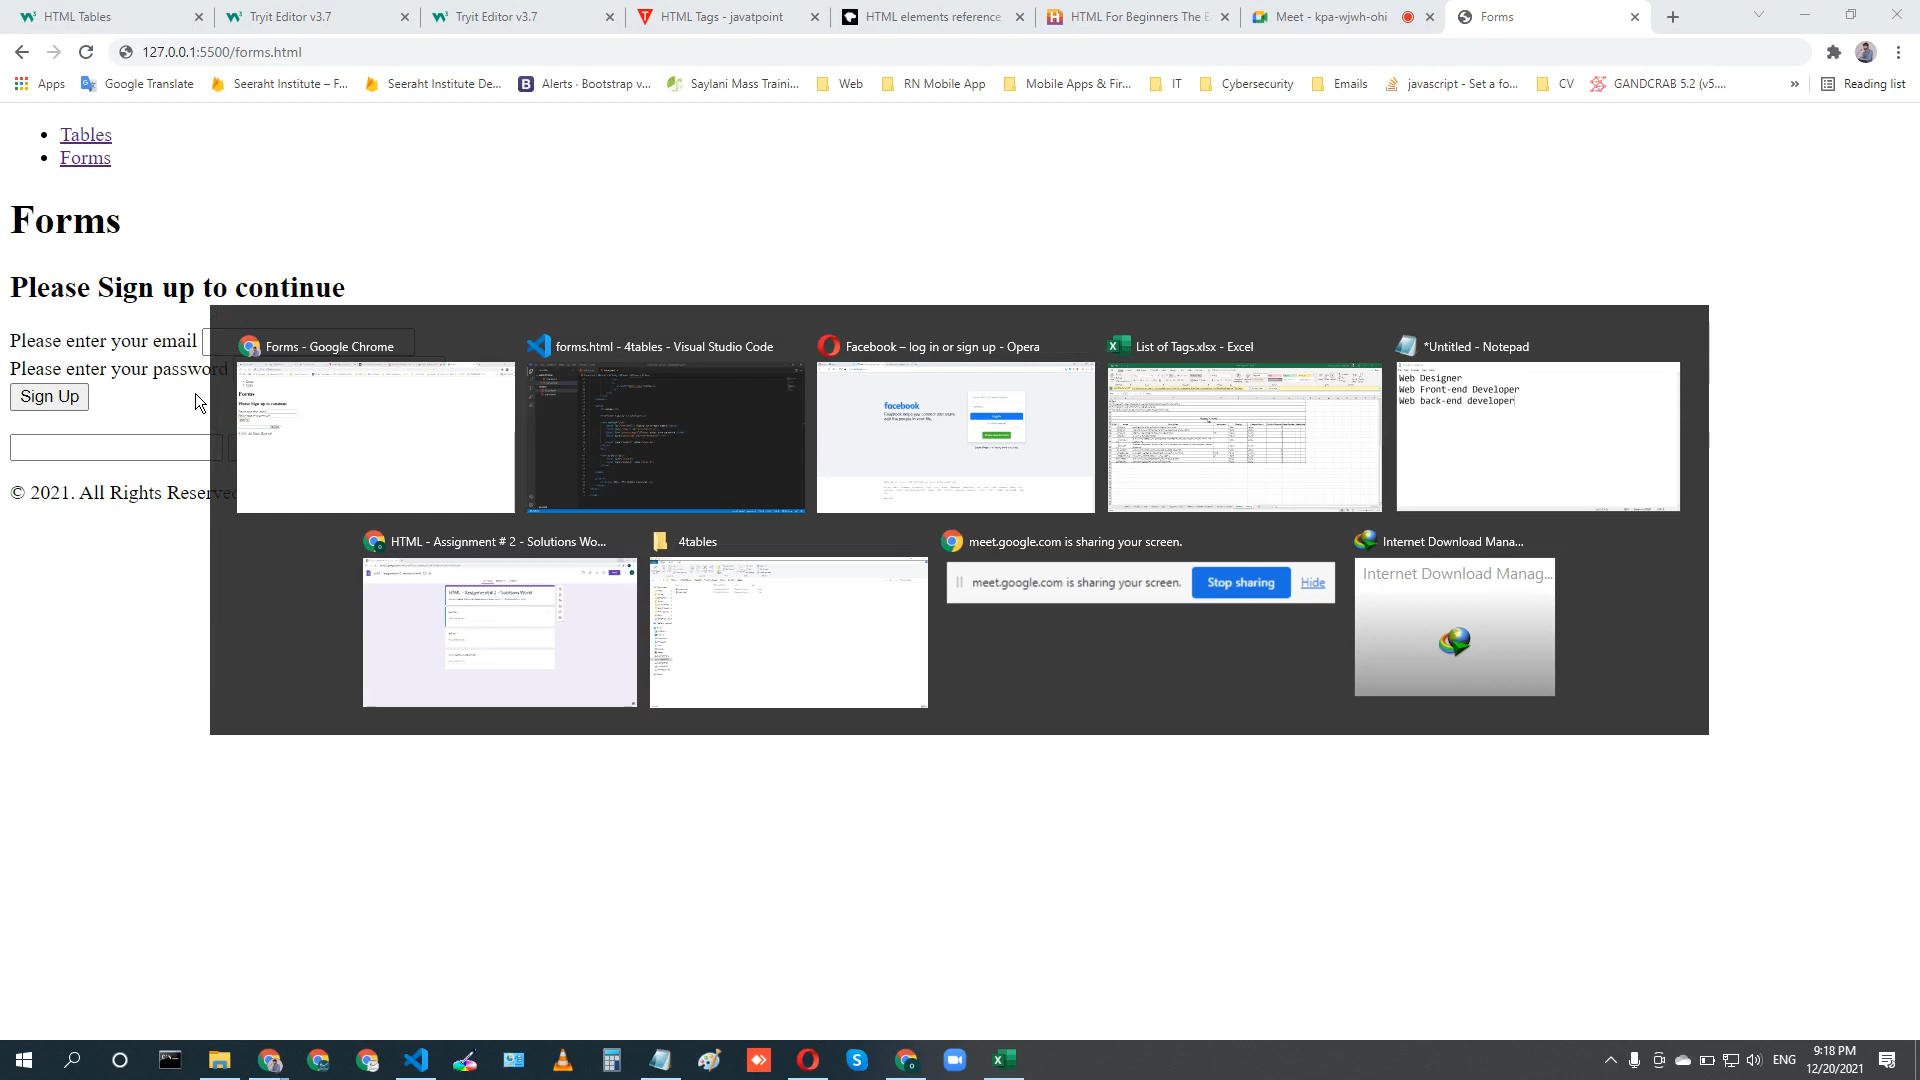 HTML Tables
Tryit Editor v3.7
Tryit Editor v3.7
HTML Tags - javatpoint
HTML elements reference
HTML For Beginners The E
Meet - kpa-wjwh-ohi
Forms
127.0.0.1:5500/forms.html
Apps
Google Translate
Seeraht Institute – F...
Seeraht Institute De...
Alerts · Bootstrap v...
Saylani Mass Traini...
Web
RN Mobile App
Mobile Apps & Fir...
IT
Cybersecurity
Emails
javascript - Set a fo...
CV
GANDCRAB 5.2 (v5....
»
Reading list
Tables
Forms
Forms
Please Sign up to continue
Please enter your email
Please enter your password
Sign Up
© 2021. All Rights Reserved
Forms - Google Chrome
forms.html - 4tables - Visual Studio Code
Facebook – log in or sign up - Opera
List of Tags.xlsx - Excel
*Untitled - Notepad
facebook
Web Designer
Web Front-end Developer
Web back-end developer
HTML - Assignment # 2 - Solutions Wo...
4tables
meet.google.com is sharing your screen.
Internet Download Mana...
HTML - Assignment # 2 - Solutions World
meet.google.com is sharing your screen.
Stop sharing
Hide
Internet Download Manag...
ENG
9:18 PM
12/20/2021